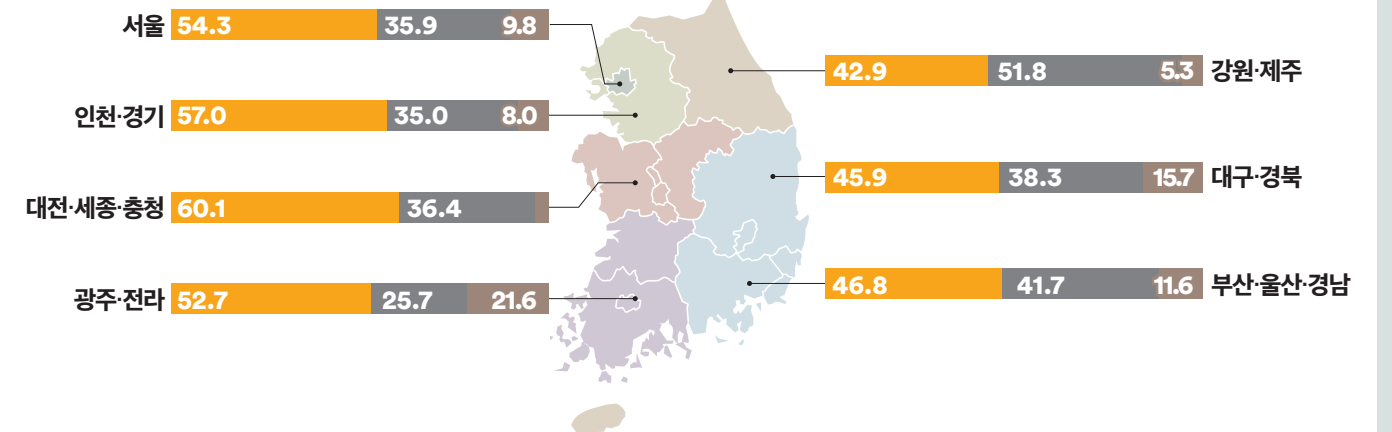 서울 54.3 35.9 9.8
인천·경기 57.0 35.0 8.0
대전·세종·충청 60.1 36.4
광주·전라 52.7 25.7 21.6
42.9 51.8 5.3 강원·제주
45.9 38.3 15.7 대구·경북
46.8 41.7 11.6 부산·울산·경남